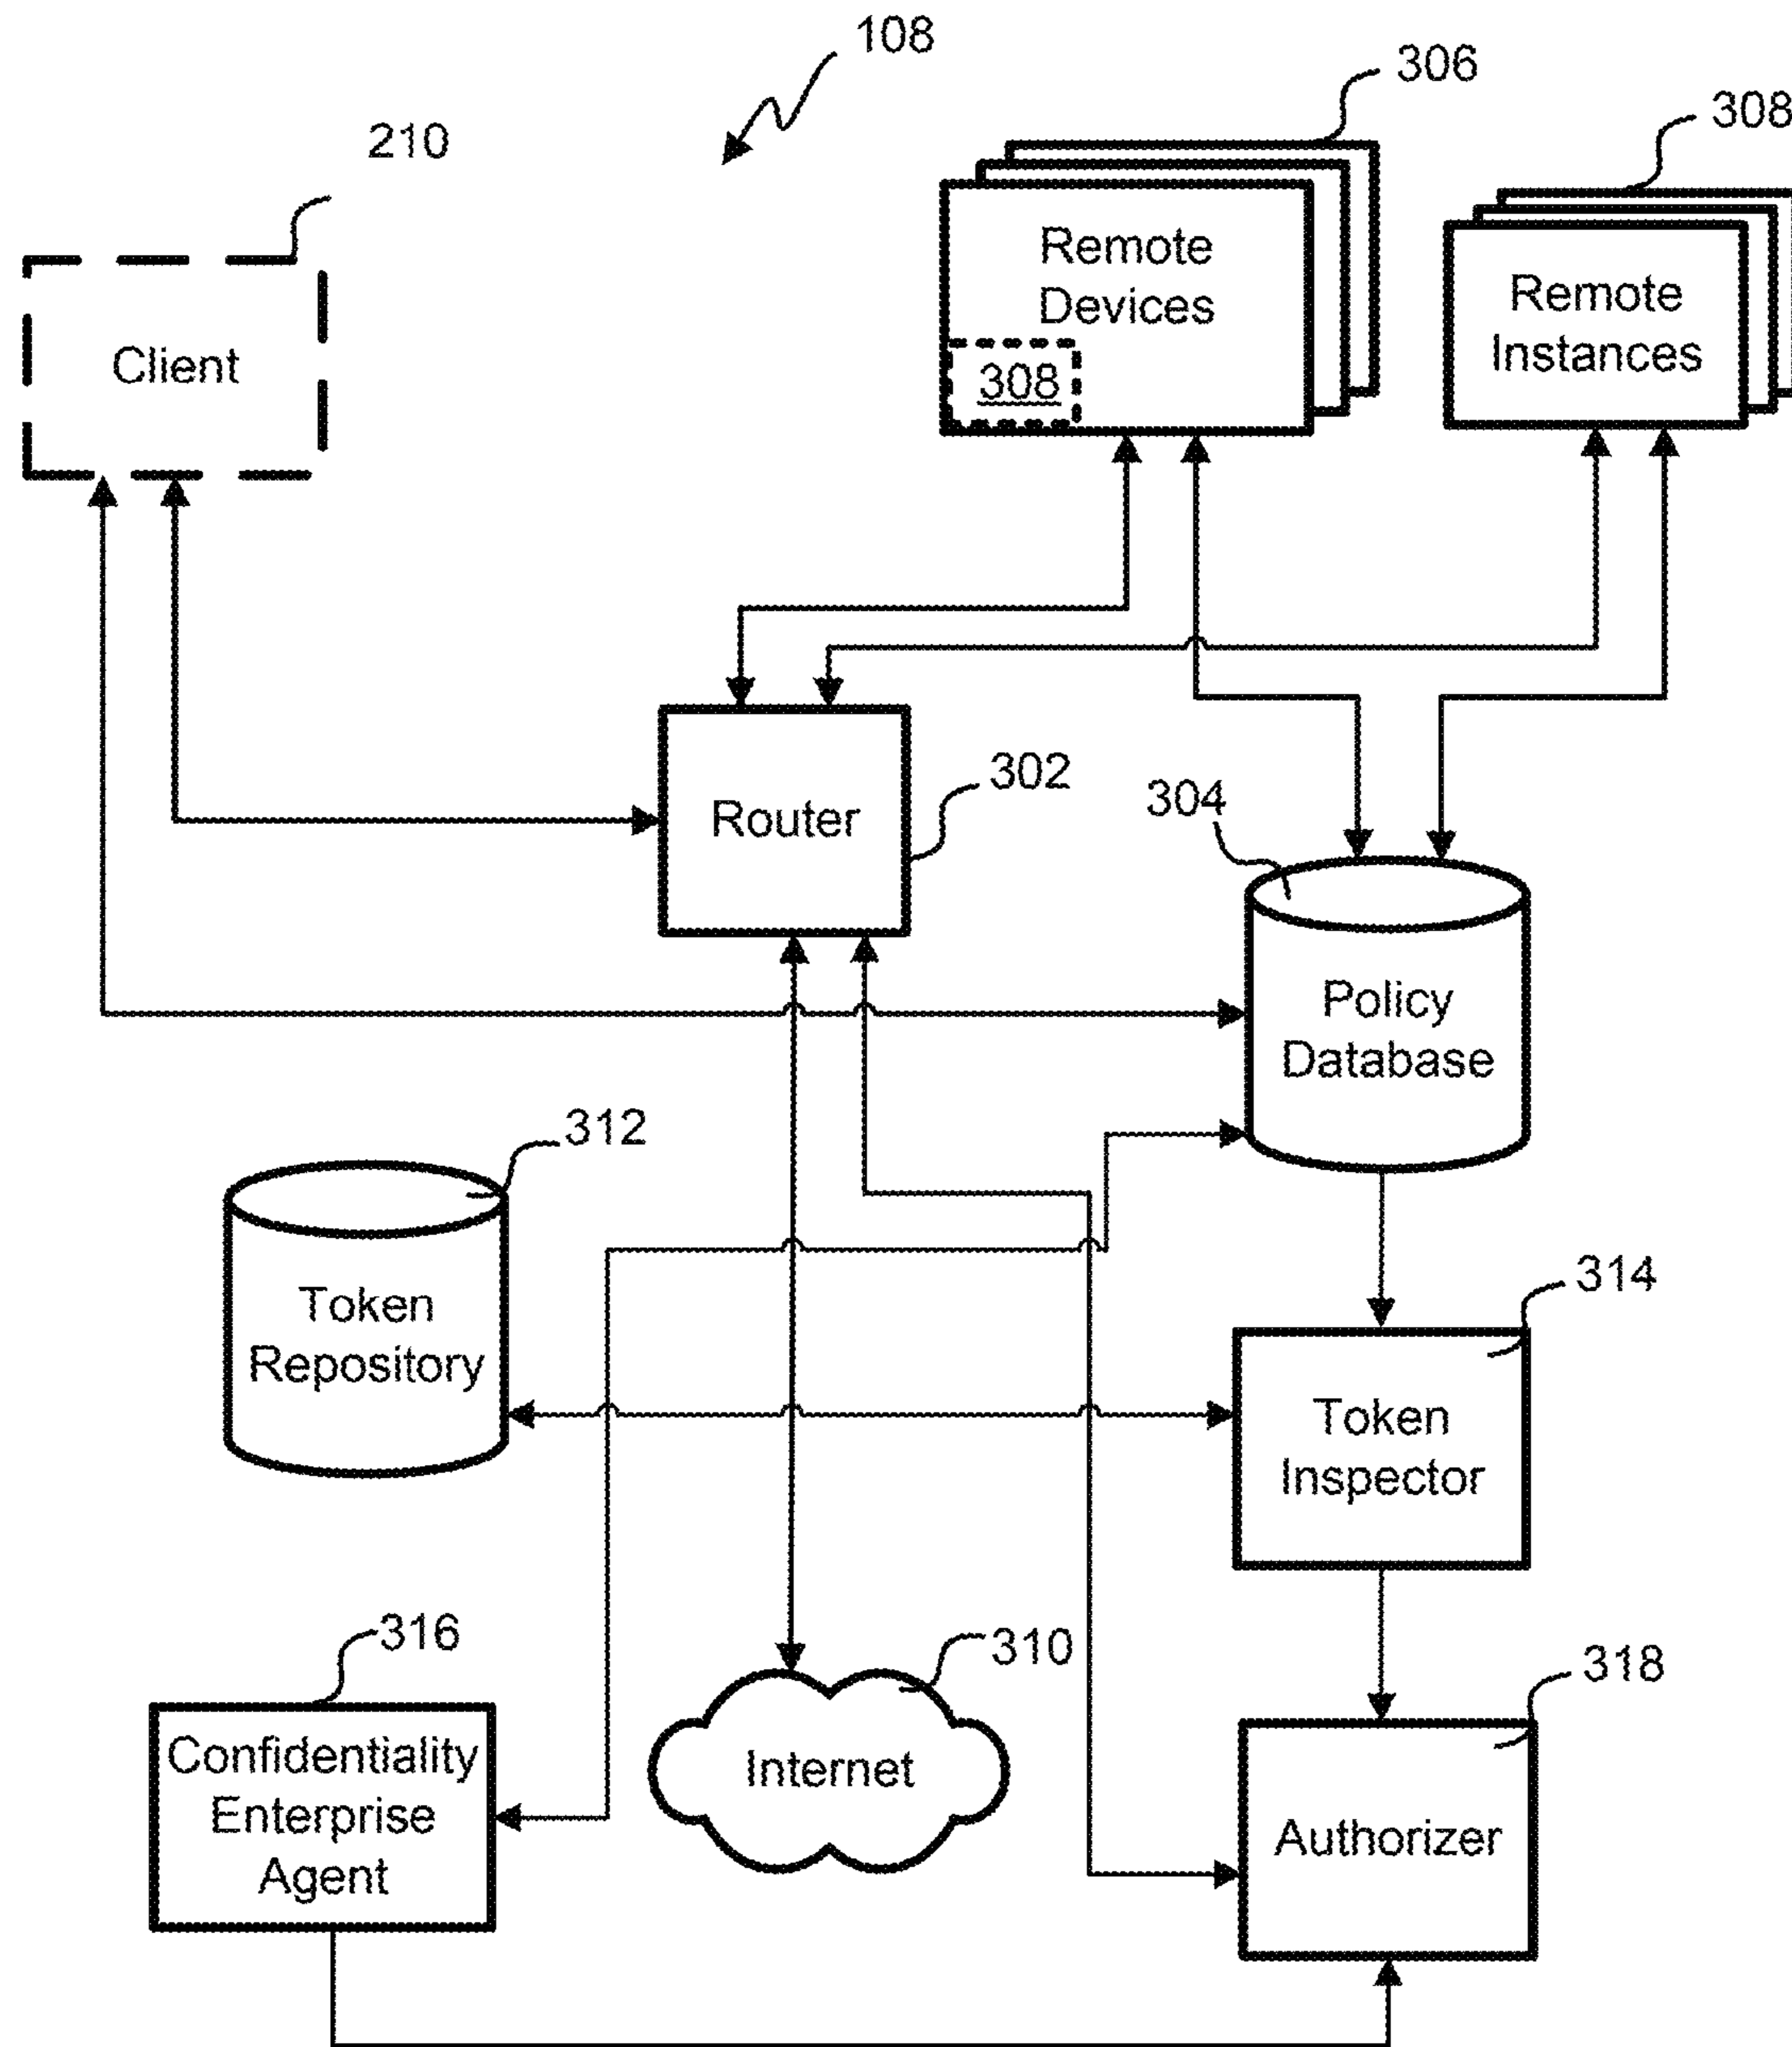 108
306
308
210
Remote
Devices
308
Remote
Instances
Client
302
Router
304
Policy
Database
312
Token
Repository
314
Token
Inspector
316
310
318
Confidentiality
Enterprise
Agent
Internet
Authorizer